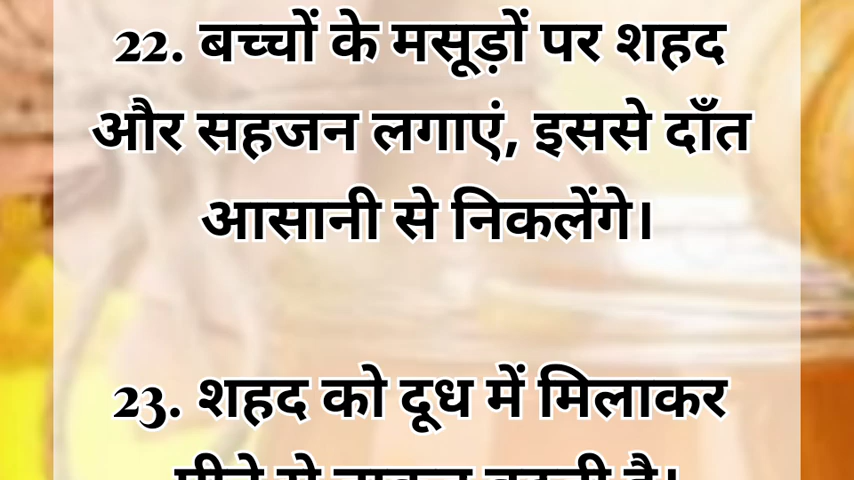 22. बच्चों के मसूड़ों पर शहद
और सहजन लगाएं, इससे दाँत
आसानी से निकलेंगे।
23. शहद को दूध में मिलाकर